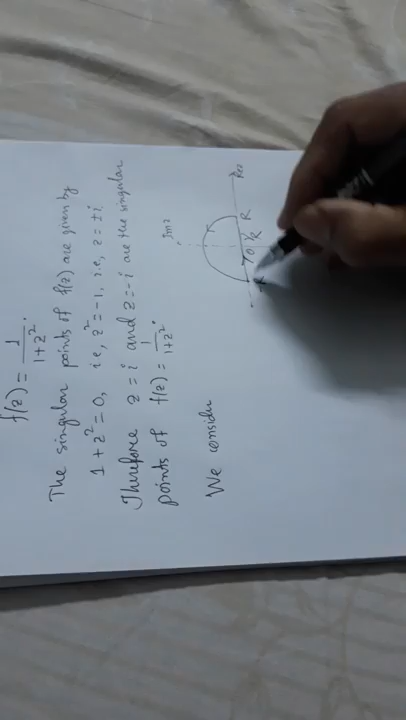 f(z) = 1/(1+z²).
The singular points of f(z) are given by
1+z² = 0, i.e, z² = -1, i.e, z = ±i.
Therefore z = i and z = -i are the singular
points of f(z) = 1/(1+z²).
We consider
Im z
R
Re z
0